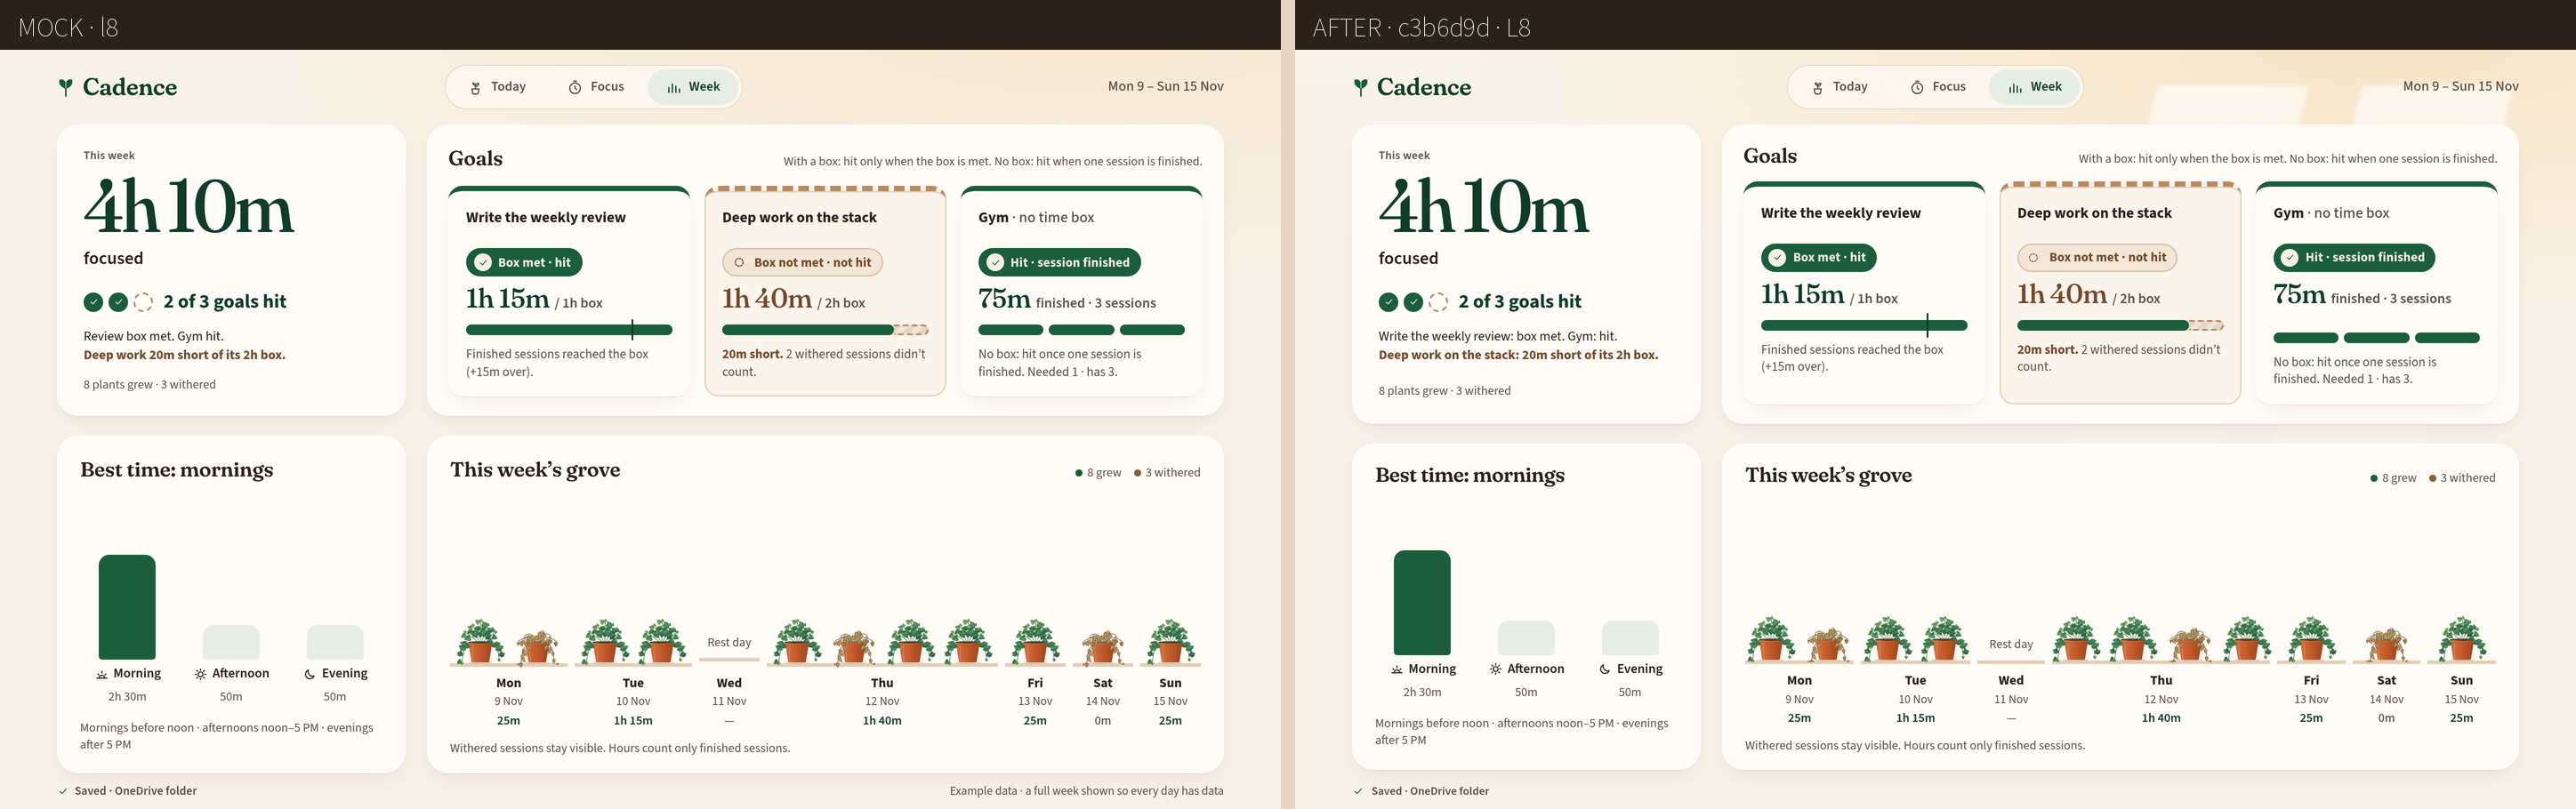 MOCK · l8
Cadence
Today
Focus
Week
Mon 9 – Sun 15 Nov
This week
4h 10m
focused
2 of 3 goals hit
Review box met. Gym hit.
Deep work 20m short of its 2h box.
8 plants grew · 3 withered
Goals
With a box: hit only when the box is met. No box: hit when one session is finished.
Write the weekly review
Box met · hit
1h 15m / 1h box
Finished sessions reached the box
(+15m over).
Deep work on the stack
Box not met · not hit
1h 40m / 2h box
20m short. 2 withered sessions didn’t
count.
Gym · no time box
Hit · session finished
75m finished · 3 sessions
No box: hit once one session is
finished. Needed 1 · has 3.
Best time: mornings
Morning
2h 30m
Afternoon
50m
Evening
50m
Mornings before noon · afternoons noon–5 PM · evenings
after 5 PM
This week’s grove
8 grew
3 withered
Rest day
Mon
9 Nov
25m
Tue
10 Nov
1h 15m
Wed
11 Nov
—
Thu
12 Nov
1h 40m
Fri
13 Nov
25m
Sat
14 Nov
0m
Sun
15 Nov
25m
Withered sessions stay visible. Hours count only finished sessions.
Saved · OneDrive folder
Example data · a full week shown so every day has data
AFTER · c3b6d9d · L8
Cadence
Today
Focus
Week
Mon 9 – Sun 15 Nov
This week
4h 10m
focused
2 of 3 goals hit
Write the weekly review: box met. Gym: hit.
Deep work on the stack: 20m short of its 2h box.
8 plants grew · 3 withered
Goals
With a box: hit only when the box is met. No box: hit when one session is finished.
Write the weekly review
Box met · hit
1h 15m / 1h box
Finished sessions reached the box
(+15m over).
Deep work on the stack
Box not met · not hit
1h 40m / 2h box
20m short. 2 withered sessions didn’t
count.
Gym · no time box
Hit · session finished
75m finished · 3 sessions
No box: hit once one session is
finished. Needed 1 · has 3.
Best time: mornings
Morning
2h 30m
Afternoon
50m
Evening
50m
Mornings before noon · afternoons noon–5 PM · evenings
after 5 PM
This week’s grove
8 grew
3 withered
Rest day
Mon
9 Nov
25m
Tue
10 Nov
1h 15m
Wed
11 Nov
—
Thu
12 Nov
1h 40m
Fri
13 Nov
25m
Sat
14 Nov
0m
Sun
15 Nov
25m
Withered sessions stay visible. Hours count only finished sessions.
Saved · OneDrive folder